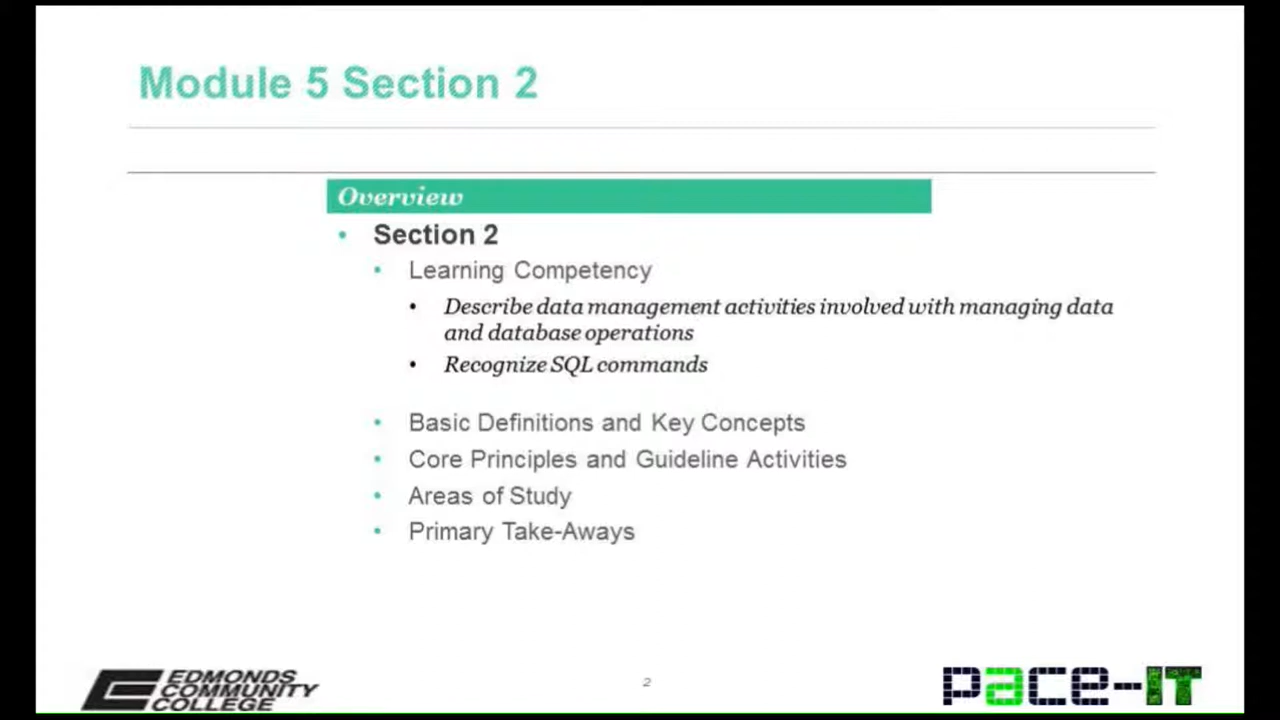 Module 5 Section 2
Overview
• Section 2
• Learning Competency
• Describe data management activities involved with managing data
and database operations
• Recognize SQL commands
• Basic Definitions and Key Concepts
• Core Principles and Guideline Activities
• Areas of Study
• Primary Take-Aways
EDMONDS
COMMUNITY
COLLEGE
2
pace-IT